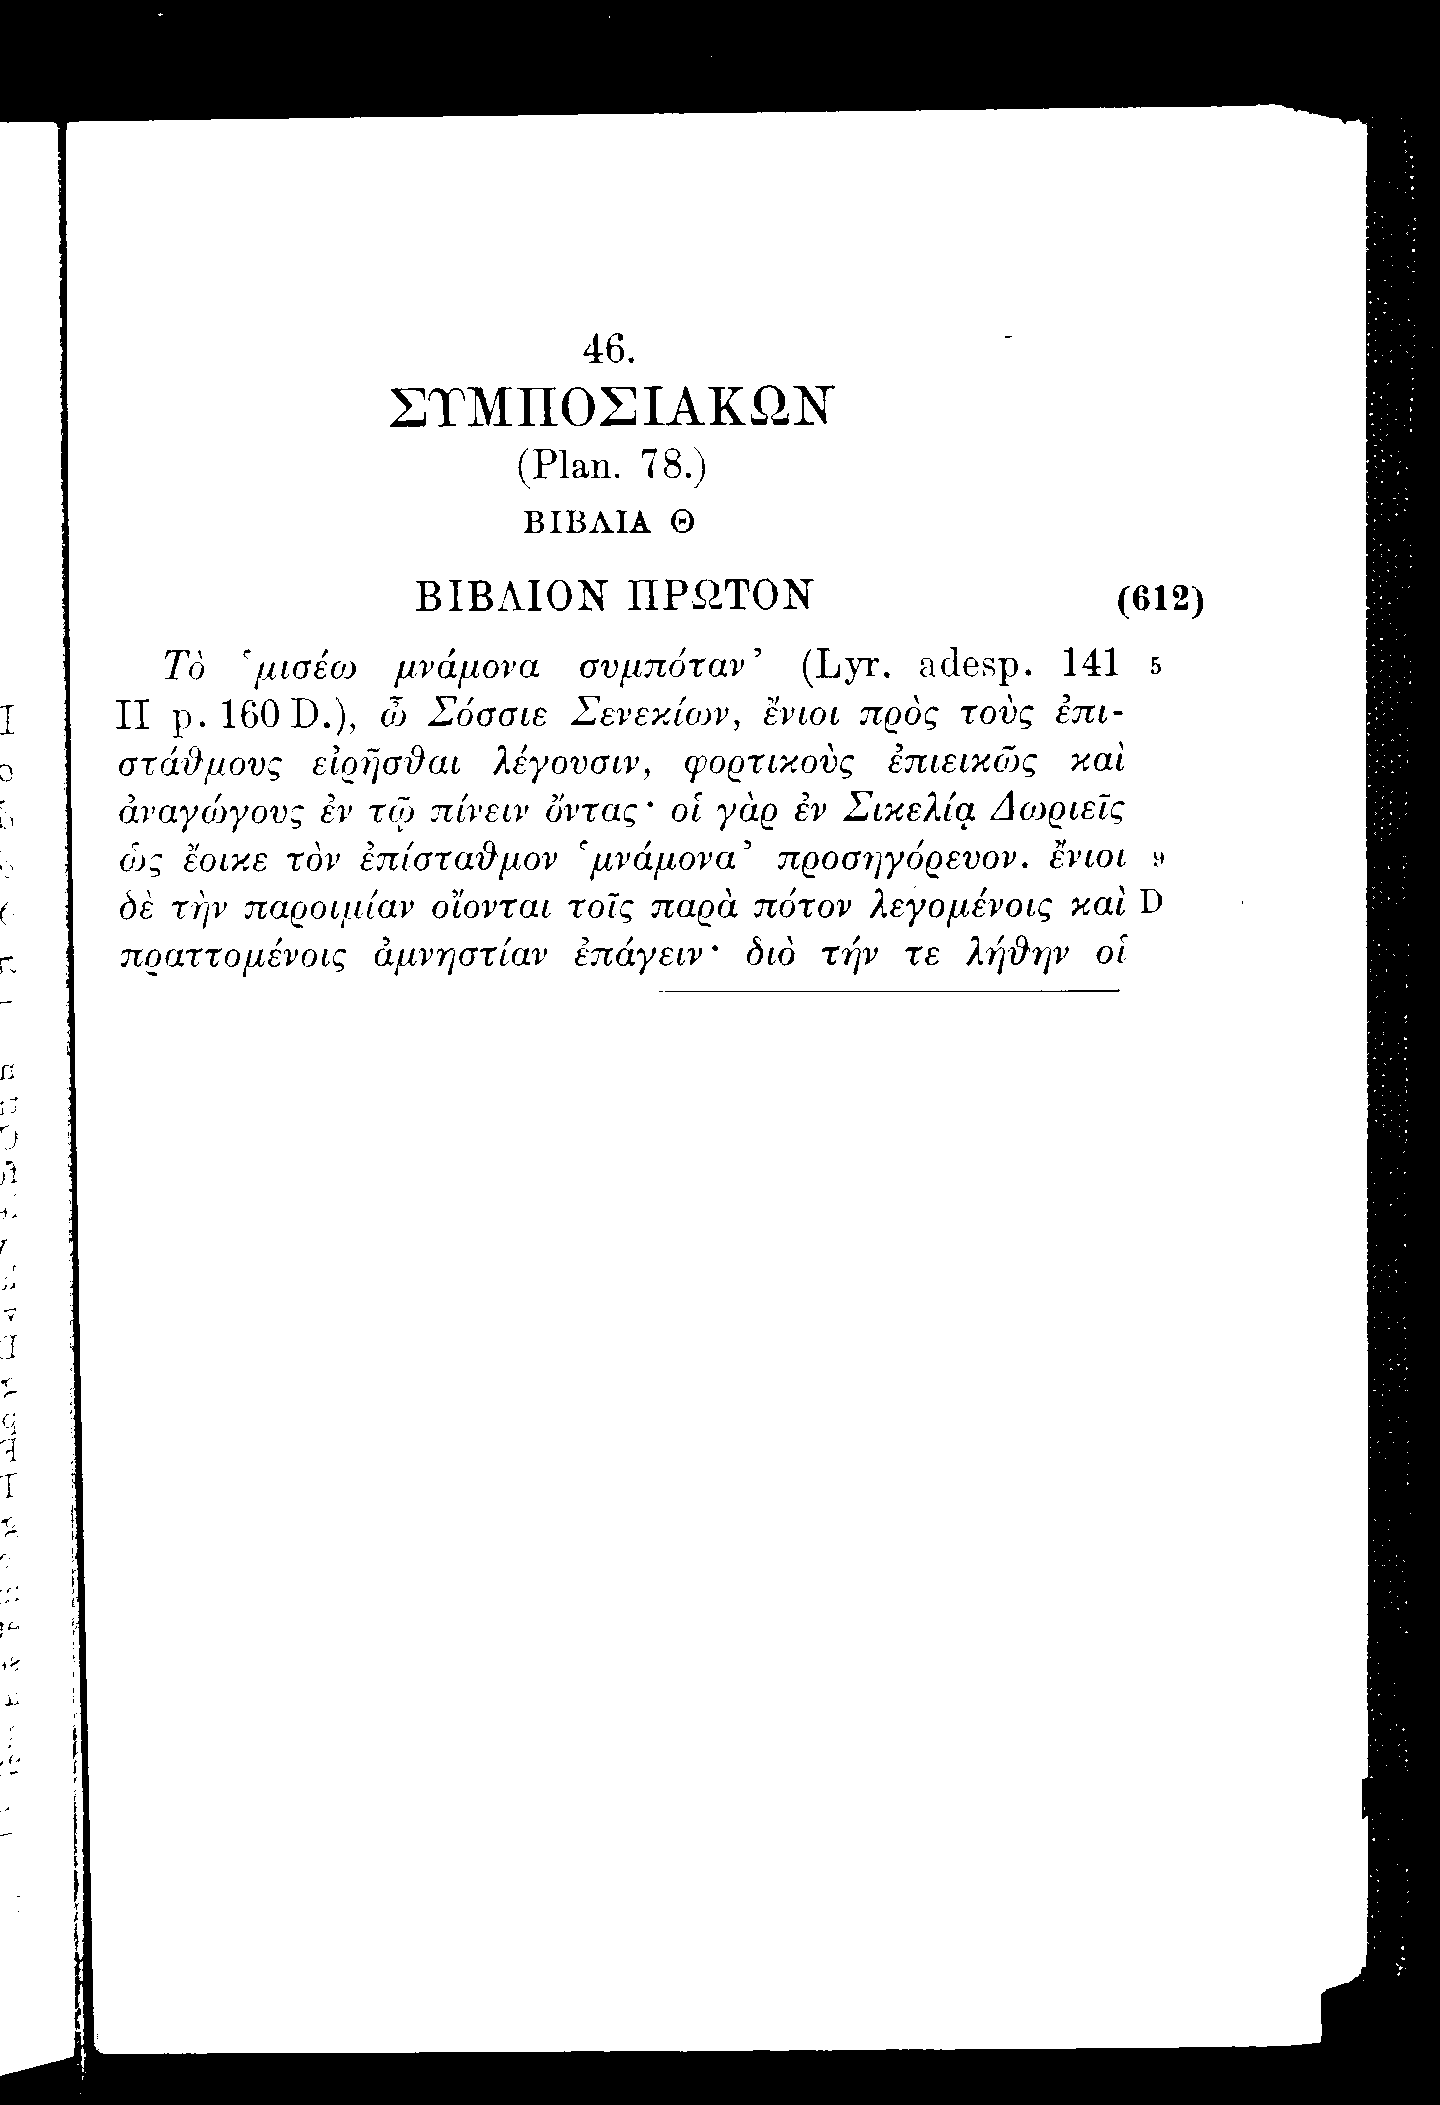 46.
ΣΥΜΠΟΣΙΑΚΩΝ
(Plan. 78.)
ΒΙΒΛΙΑ Θ
ΒΙΒΛΙΟΝ ΠΡΩΤΟΝ (612)
Τὸ ‘μισέω μνάμονα συμπόταν’ (Lyr. adesp. 141 5
II p. 160 D.), ὦ Σόσσιε Σενεκίων, ἔνιοι πρὸς τοὺς ἐπι-
στάθμους εἰρῆσθαι λέγουσιν, φορτικοὺς ἐπιεικῶς καὶ
ἀναγώγους ἐν τῷ πίνειν ὄντας· οἱ γὰρ ἐν Σικελίᾳ Δωριεῖς
ὡς ἔοικε τὸν ἐπίσταθμον ‘μνάμονα’ προσηγόρευον. ἔνιοι 9
δὲ τὴν παροιμίαν οἴονται τοῖς παρὰ πότον λεγομένοις καὶ D
πραττομένοις ἀμνηστίαν ἐπάγειν· διὸ τήν τε λήθην οἱ